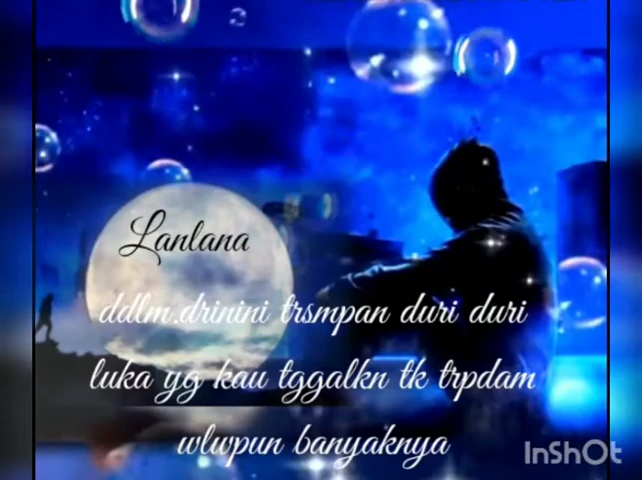 Lanlana
ddlm.drinini trsmpan duri duri
luka yg kau tggalkn tk trpdam
wlwpun banyaknya
InShOt